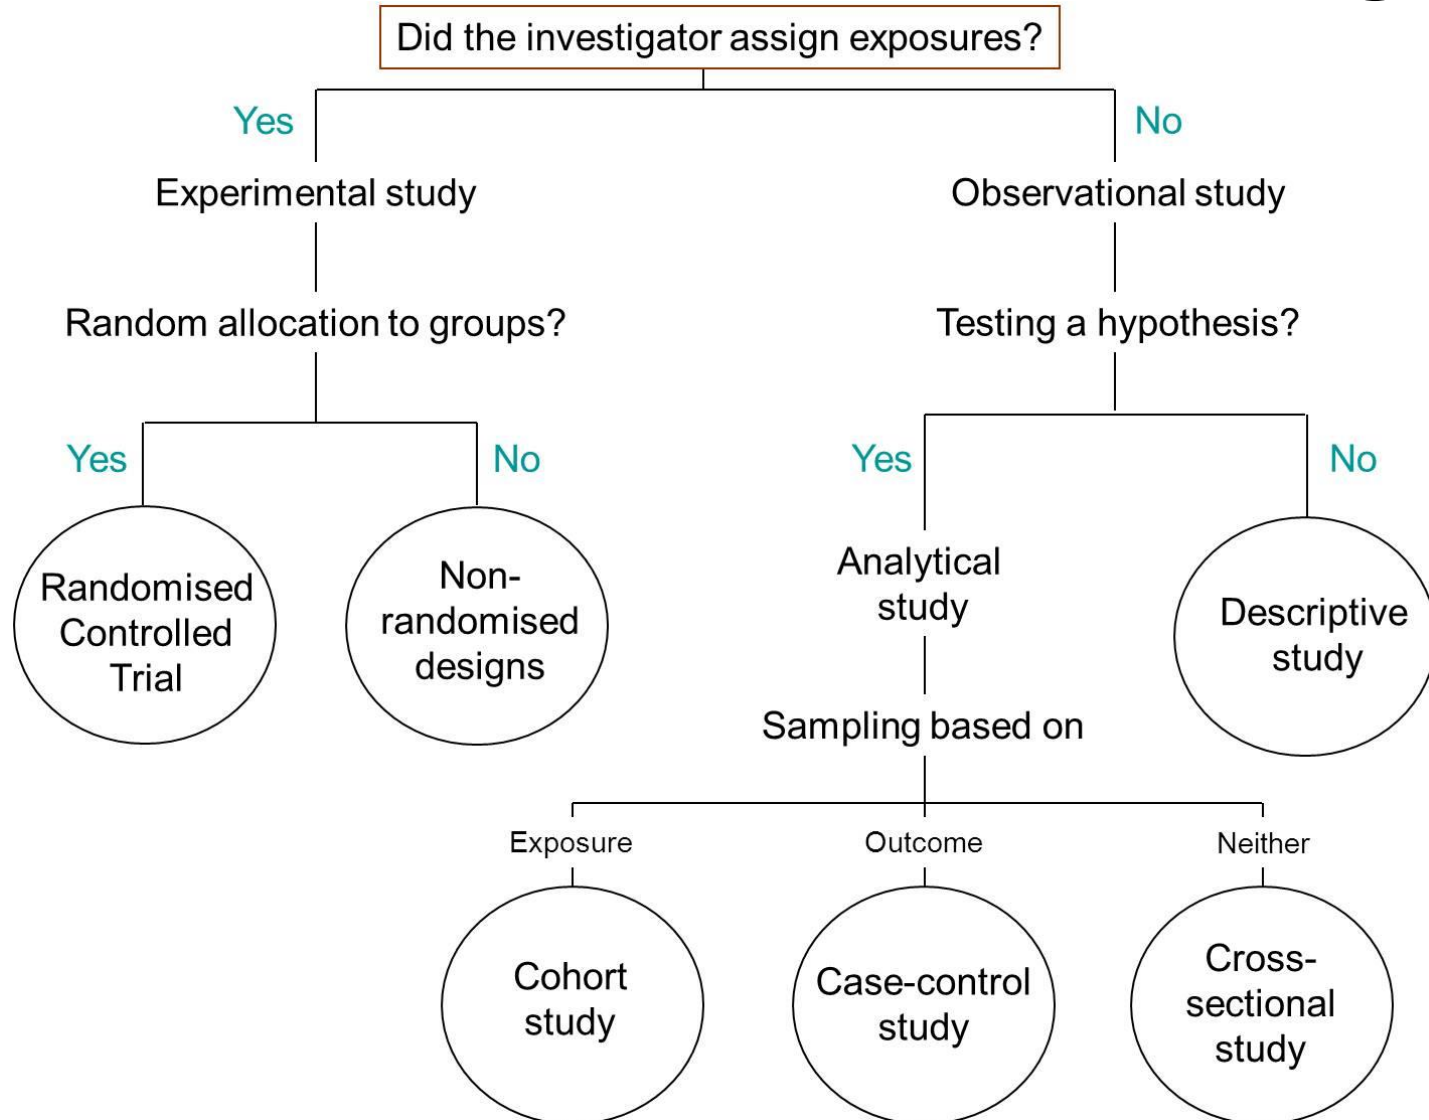 Did the investigator assign exposures?
Yes
No
Experimental study
Observational study
Random allocation to groups?
Testing a hypothesis?
Yes
No
Yes
No
Randomised
Controlled
Trial
Non-
randomised
designs
Analytical
study
Descriptive
study
Sampling based on
Exposure
Outcome
Neither
Cohort
study
Case-control
study
Cross-
sectional
study